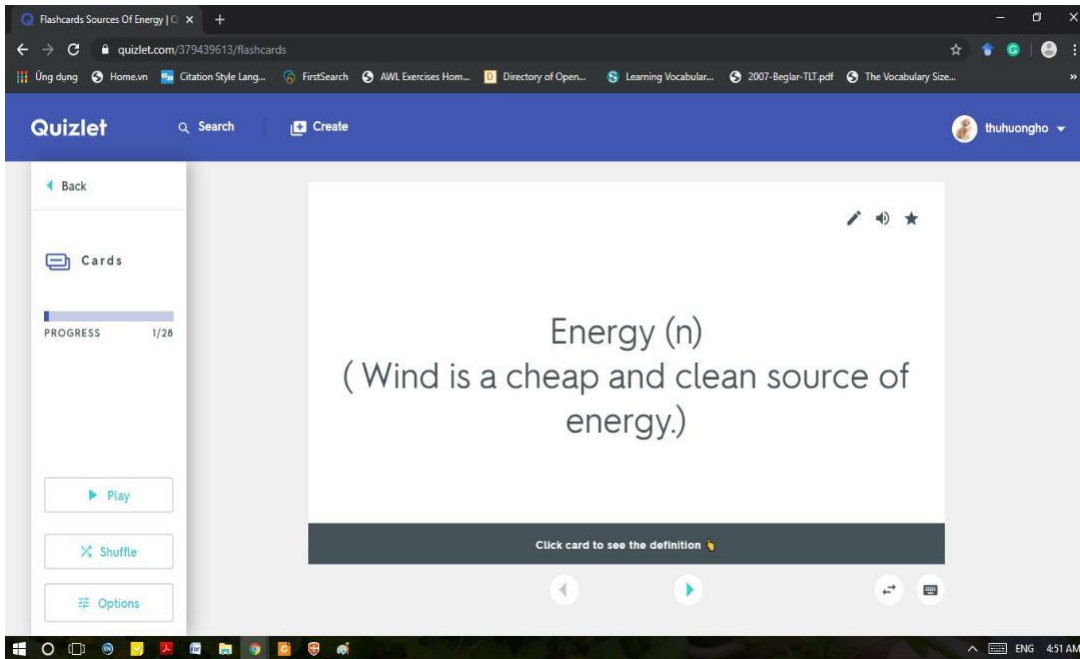 Flashcards Sources Of Energy | Q
quizlet.com/379439613/flashcards
Ứng dụng Home.vn Citation Style Lang... FirstSearch AWL Exercises Hom... Directory of Open... Learning Vocabular... 2007-Beglar-TLT.pdf The Vocabulary Size... »
Quizlet Search Create thuhuongho
Back
Cards
PROGRESS 1/28
Energy (n)
( Wind is a cheap and clean source of
energy.)
Play
Click card to see the definition
Shuffle
Options
ENG 4:51 AM